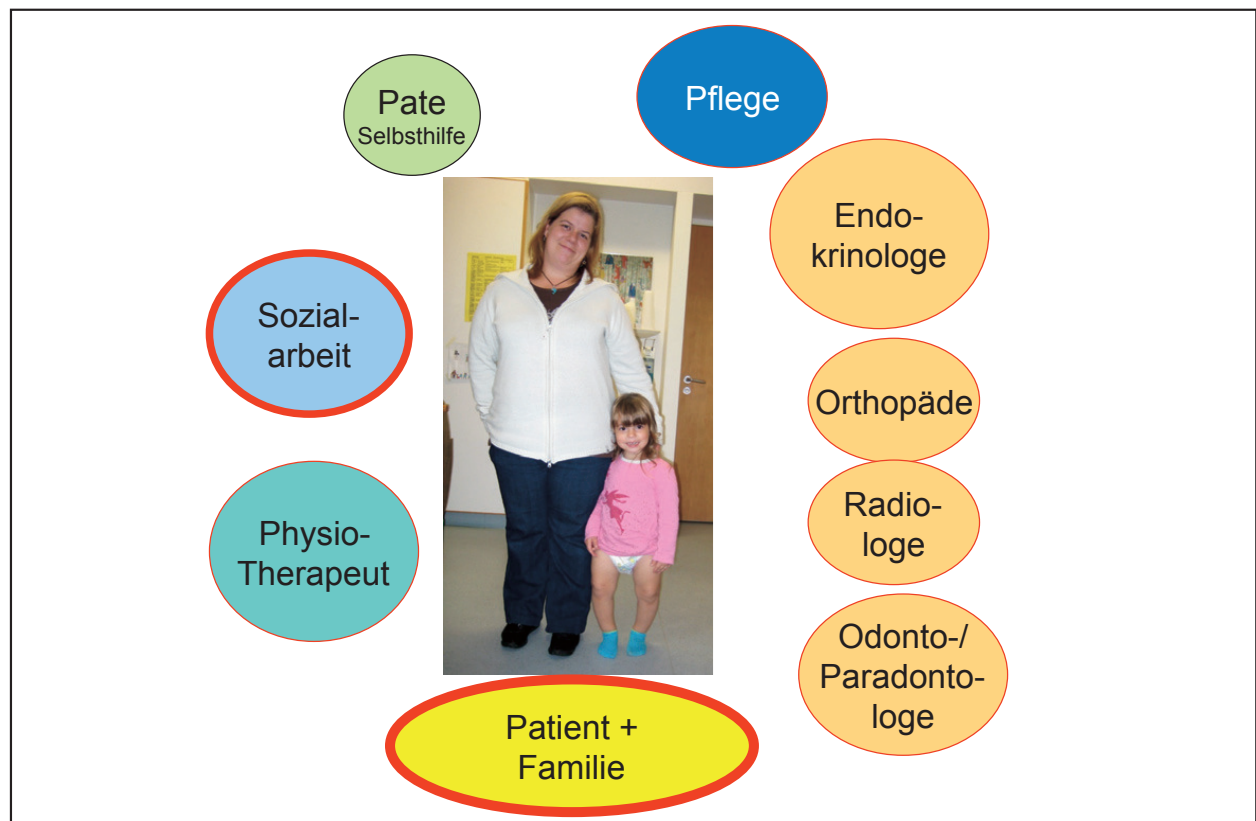 Pate
Selbsthilfe
Pflege
Endo-
krinologe
Sozial-
arbeit
Orthopäde
Physio-
Therapeut
Radio-
loge
Odonto-/
Paradonto-
loge
Patient +
Familie